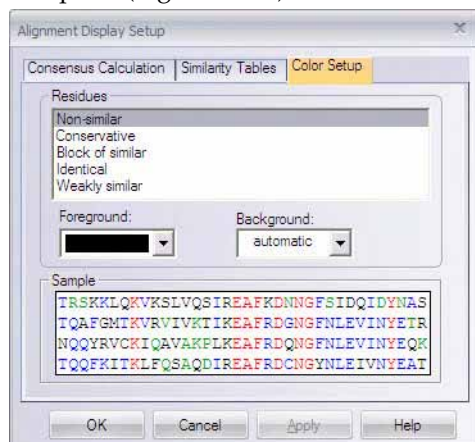 Alignment Display Setup
Consensus Calculation Similarity Tables Color Setup
Residues
Non-similar
Conservative
Block of similar
Identical
Weakly similar
Foreground: Background:
automatic
Sample
TRSKKLQKVKSLVQSIREAFKDNNGFSIDQIDYNAS
TQAFGMTKVRVIVKTIKEAFRDGNGFNLEVINYETR
NQQYRVCKIQAVAKPLKEAFRDQNGFNLEVINYEQK
TQQFKITKLFQSAQDIREAFRDCNGYNLEIVNYEAT
OK Cancel Apply Help